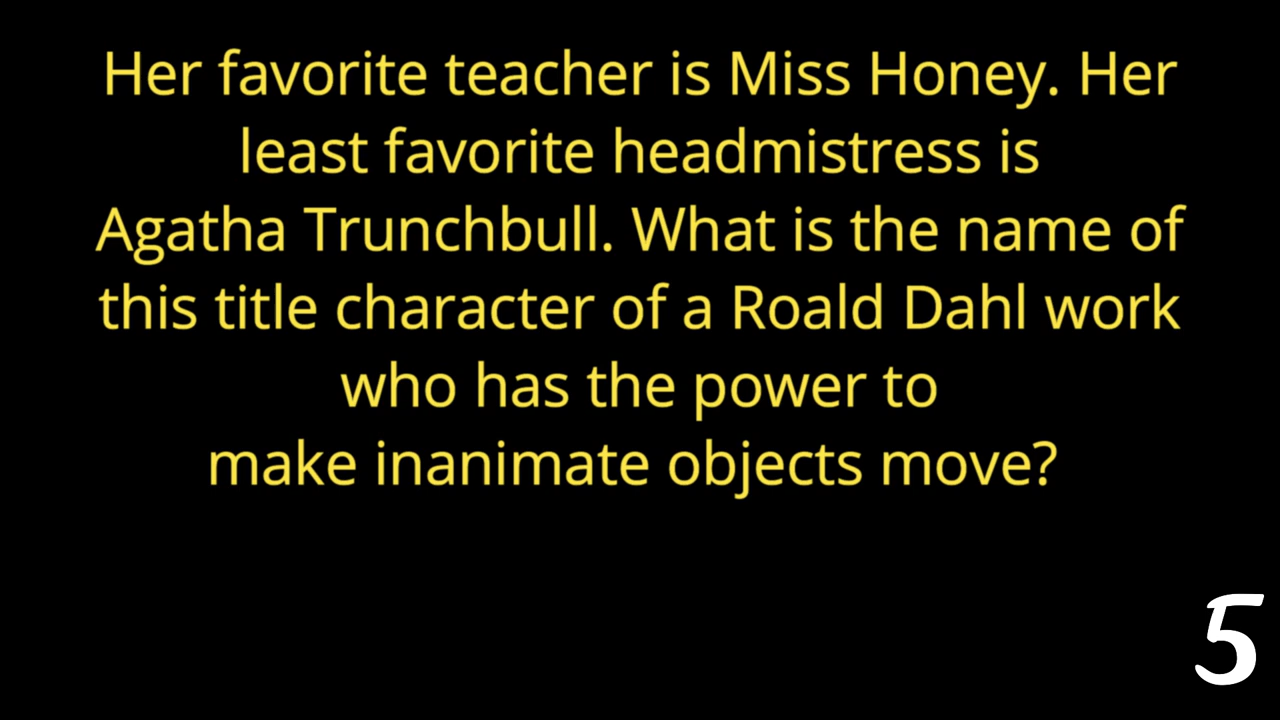 Her favorite teacher is Miss Honey. Her
least favorite headmistress is
Agatha Trunchbull. What is the name of
this title character of a Roald Dahl work
who has the power to
make inanimate objects move?
5